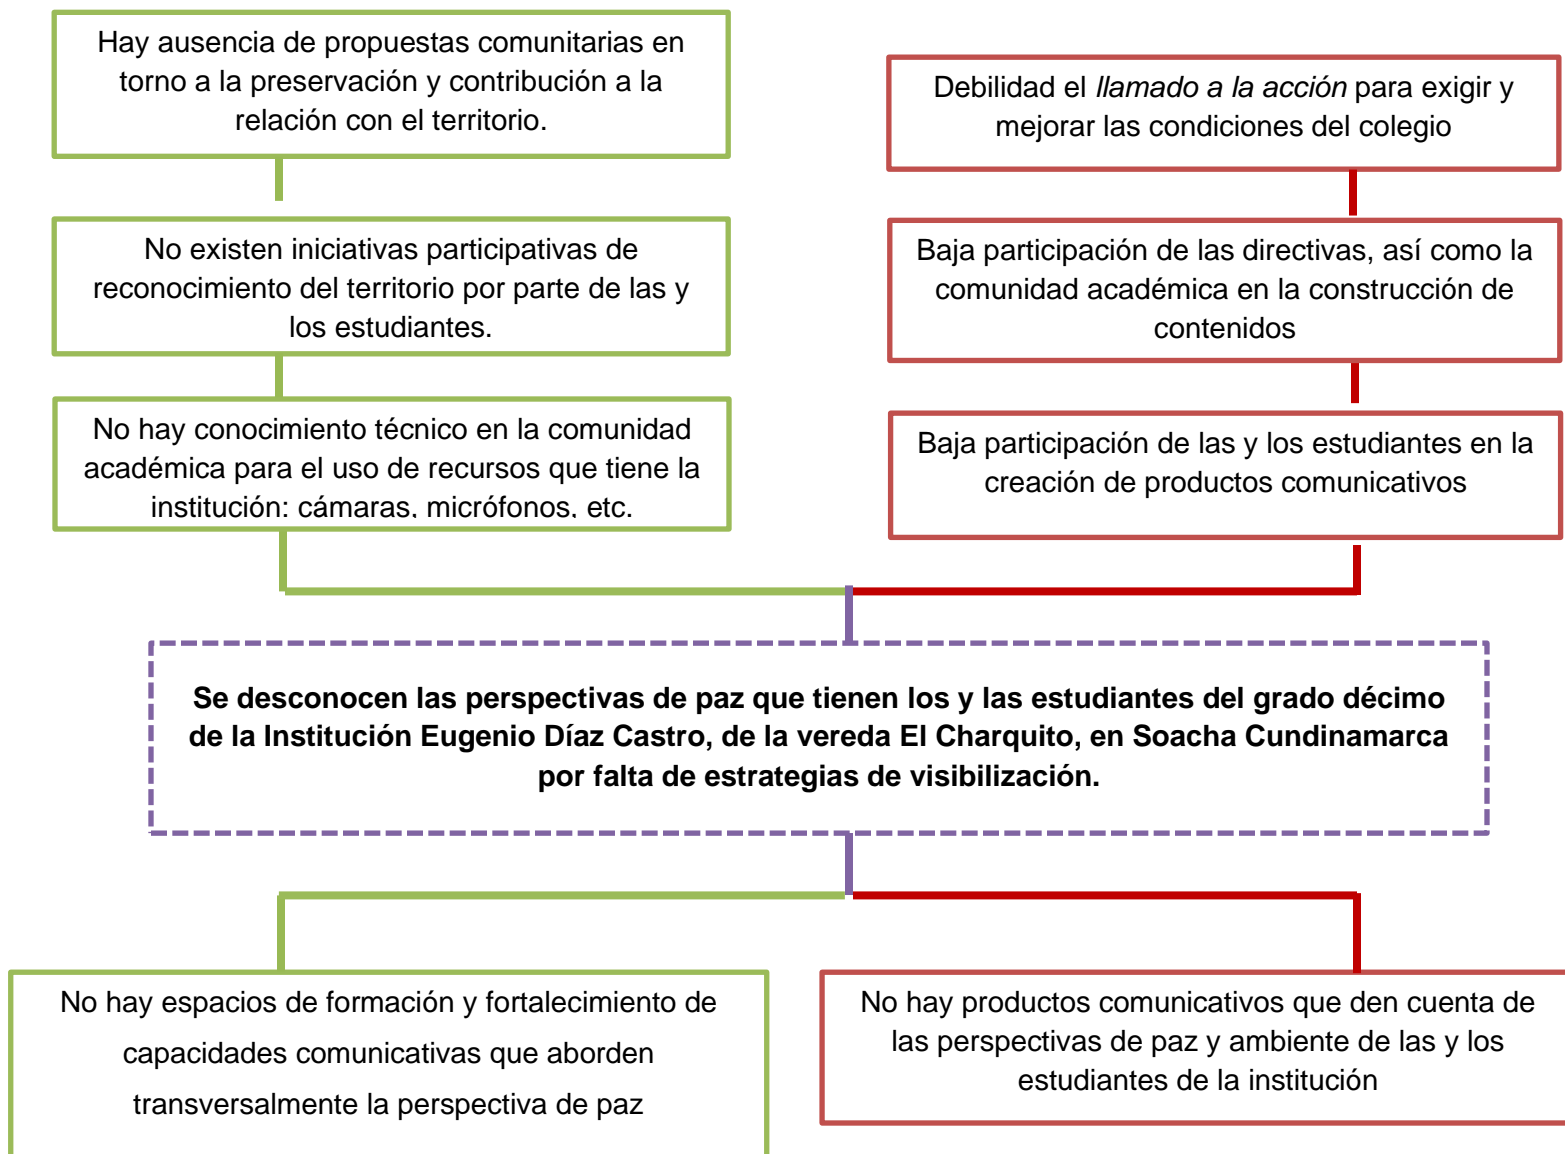 Hay ausencia de propuestas comunitarias en
torno a la preservación y contribución a la
relación con el territorio.
Debilidad el llamado a la acción para exigir y
mejorar las condiciones del colegio
No existen iniciativas participativas de
reconocimiento del territorio por parte de las y
los estudiantes.
Baja participación de las directivas, así como la
comunidad académica en la construcción de
contenidos
No hay conocimiento técnico en la comunidad
académica para el uso de recursos que tiene la
institución: cámaras, micrófonos, etc.
Baja participación de las y los estudiantes en la
creación de productos comunicativos
Se desconocen las perspectivas de paz que tienen los y las estudiantes del grado décimo
de la Institución Eugenio Díaz Castro, de la vereda El Charquito, en Soacha Cundinamarca
por falta de estrategias de visibilización.
No hay espacios de formación y fortalecimiento de
capacidades comunicativas que aborden
transversalmente la perspectiva de paz
No hay productos comunicativos que den cuenta de
las perspectivas de paz y ambiente de las y los
estudiantes de la institución